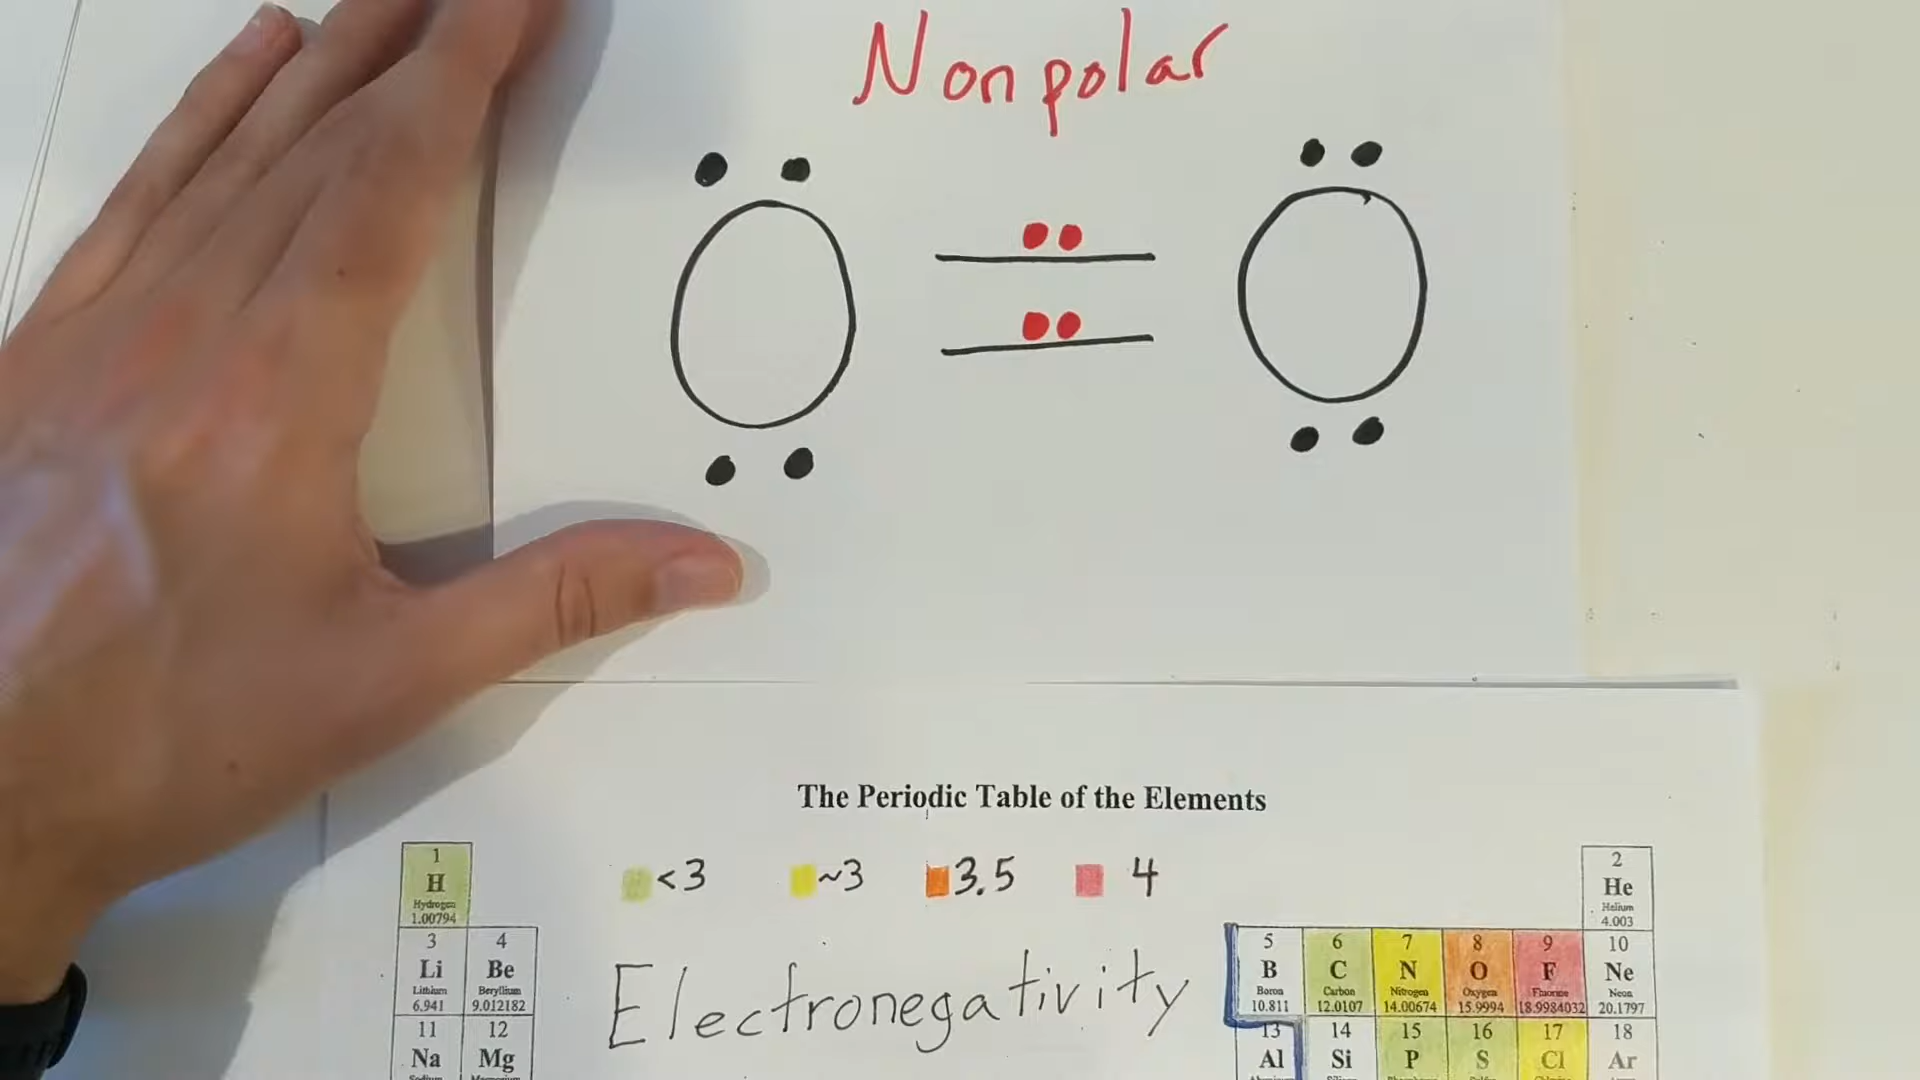 Nonpolar
The Periodic Table of the Elements
<3 ~3 3.5 4
Electronegativity
1
H
Hydrogen
1.00794
2
He
Helium
4.003
3 4
Li Be
Lithium Beryllium
6.941 9.012182
5 6 7 8 9 10
B C N O F Ne
Boron Carbon Nitrogen Oxygen Fluorine Neon
10.811 12.0107 14.00674 15.9994 18.9984032 20.1797
11 12
Na Mg
13 14 15 16 17 18
Al Si P S Cl Ar